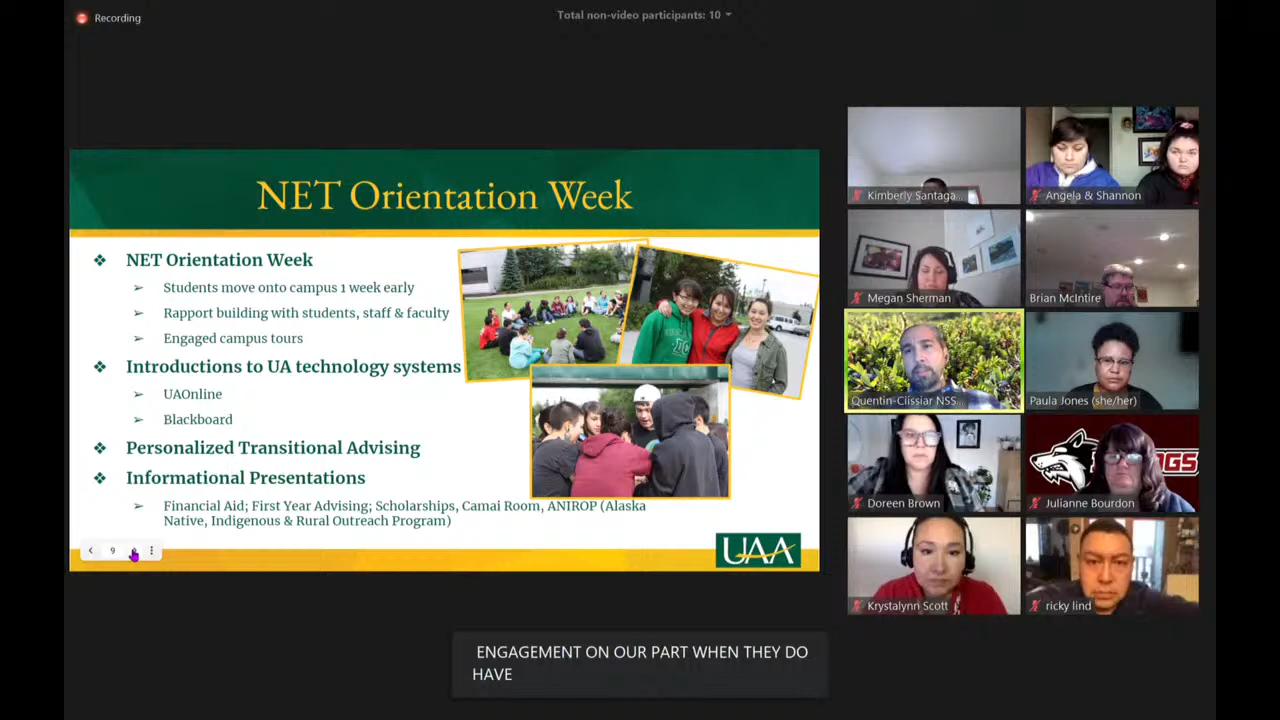 Recording
Total non-video participants: 10
NET Orientation Week
❖ NET Orientation Week
➢ Students move onto campus 1 week early
➢ Rapport building with students, staff & faculty
➢ Engaged campus tours
❖ Introductions to UA technology systems
➢ UAOnline
➢ Blackboard
❖ Personalized Transitional Advising
❖ Informational Presentations
➢ Financial Aid; First Year Advising; Scholarships, Camai Room, ANIROP (Alaska
Native, Indigenous & Rural Outreach Program)
9
UAA
Kimberly Santaga...
Angela & Shannon
Megan Sherman
Brian McIntire
Quentin-Ciissiar NSS...
Paula Jones (she/her)
Doreen Brown
GS
Julianne Bourdon
Krystalynn Scott
ricky lind
ENGAGEMENT ON OUR PART WHEN THEY DO
HAVE